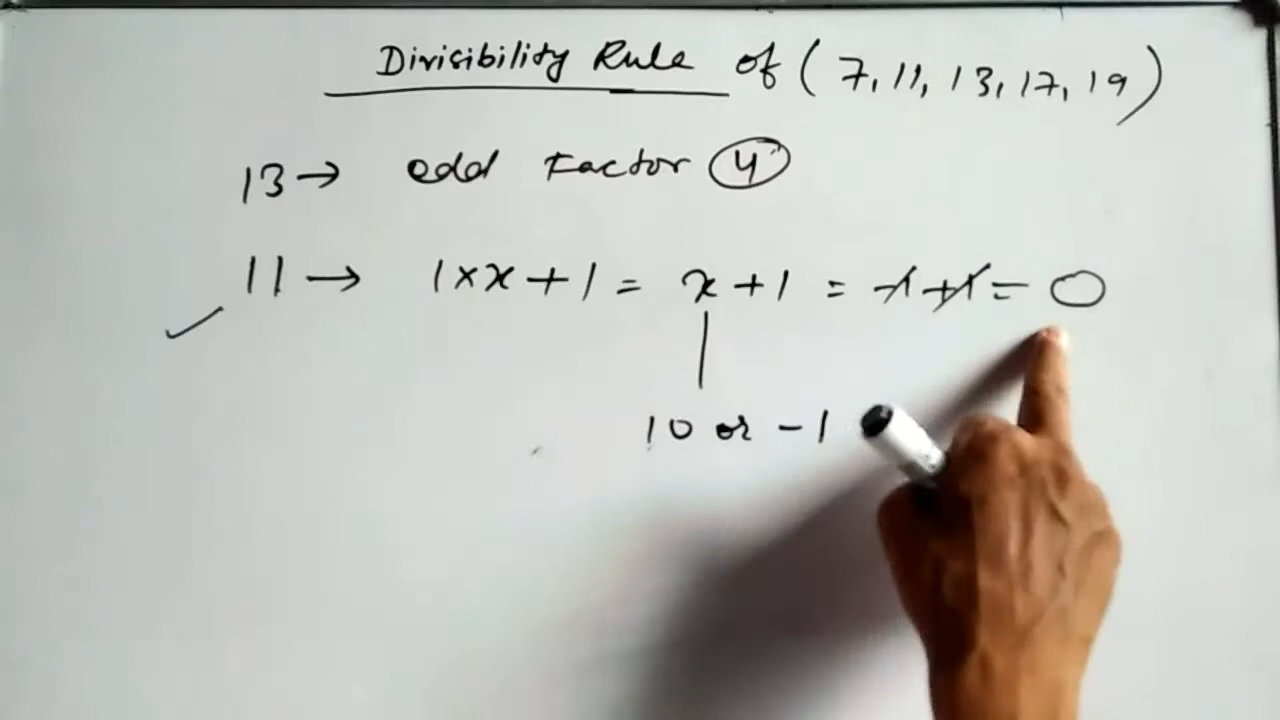 Divisibility Rule of (7, 11, 13, 17, 19)
13 → odd Factor 4
11 → 1×x+1 = x+1 = -1+1 = 0
10 or -1